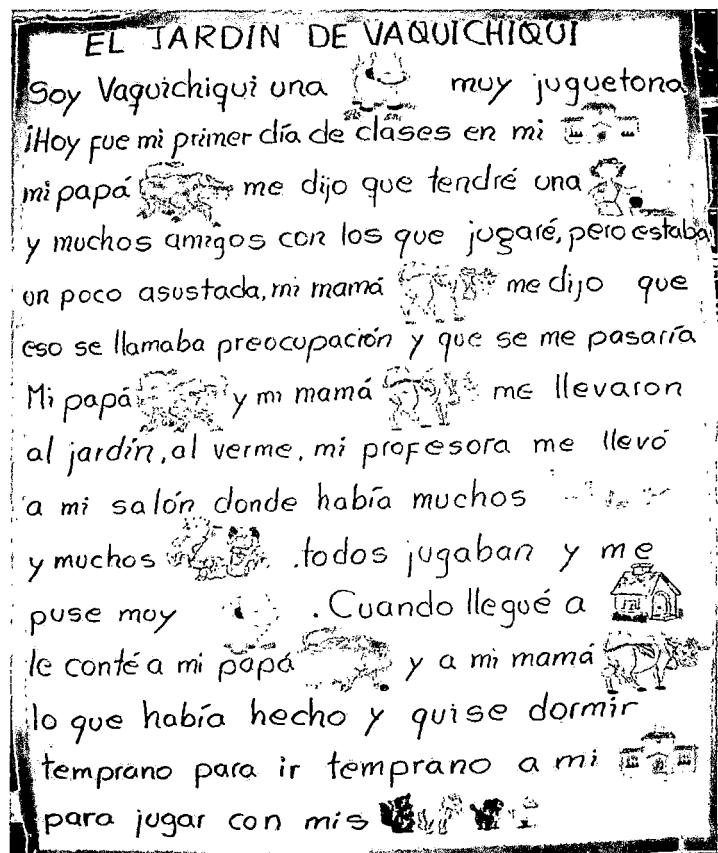 EL JARDIN DE VAQUICHIQUI
Soy Vaquichiqui una muy juguetona
¡Hoy fue mi primer día de clases en mi
mi papá me dijo que tendré una
y muchos amigos con los que jugaré, pero estaba
un poco asustada, mi mamá me dijo que
eso se llamaba preocupación y que se me pasaría
Mi papá y mi mamá me llevaron
al jardín, al verme, mi profesora me llevó
a mi salón donde había muchos
y muchos .todos jugaban y me
puse muy . Cuando llegué a
le conté a mi papá y a mi mamá
lo que había hecho y quise dormir
temprano para ir temprano a mi
para jugar con mis